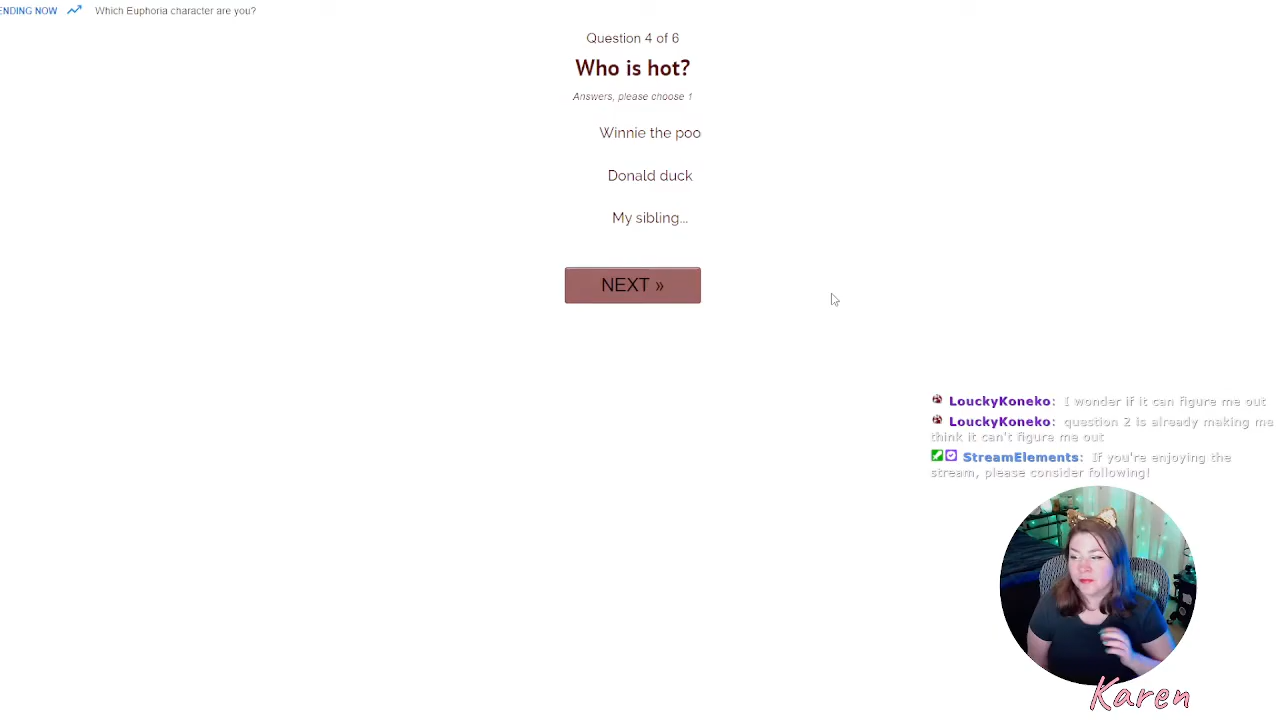 ENDING NOW Which Euphoria character are you?
Question 4 of 6
Who is hot?
Answers, please choose 1
Winnie the poo
Donald duck
My sibling...
NEXT »
LouckyKoneko: I wonder if it can figure me out
LouckyKoneko: question 2 is already making me
think it can't figure me out
StreamElements: If you're enjoying the
stream, please consider following!
Karen